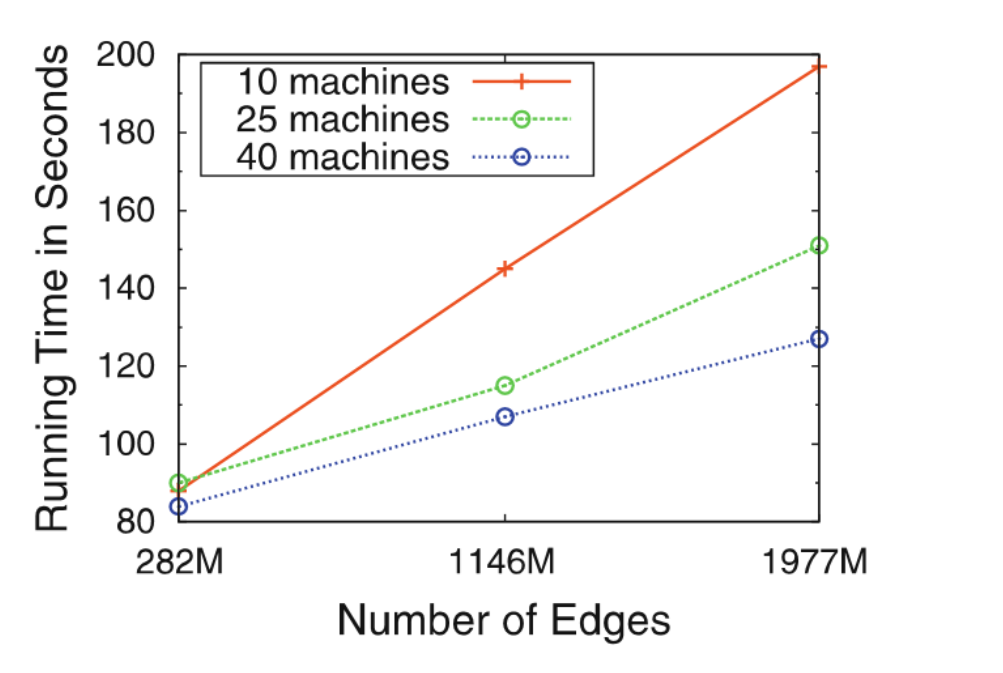 Running Time in Seconds
200
180
160
140
120
100
80
10 machines
25 machines
40 machines
282M 1146M 1977M
Number of Edges